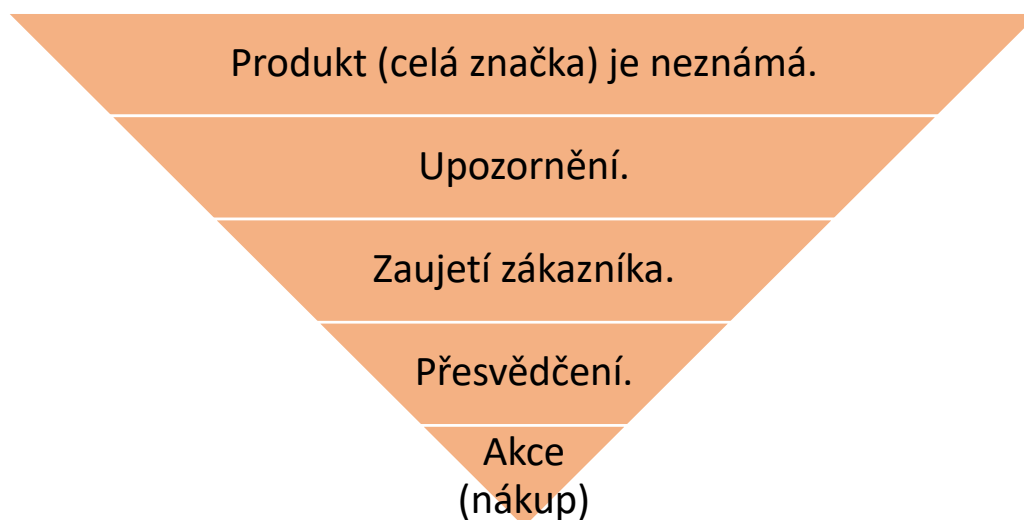 Produkt (celá značka) je neznámá.
Upozornění.
Zaujetí zákazníka.
Přesvědčení.
Akce
(nákup)